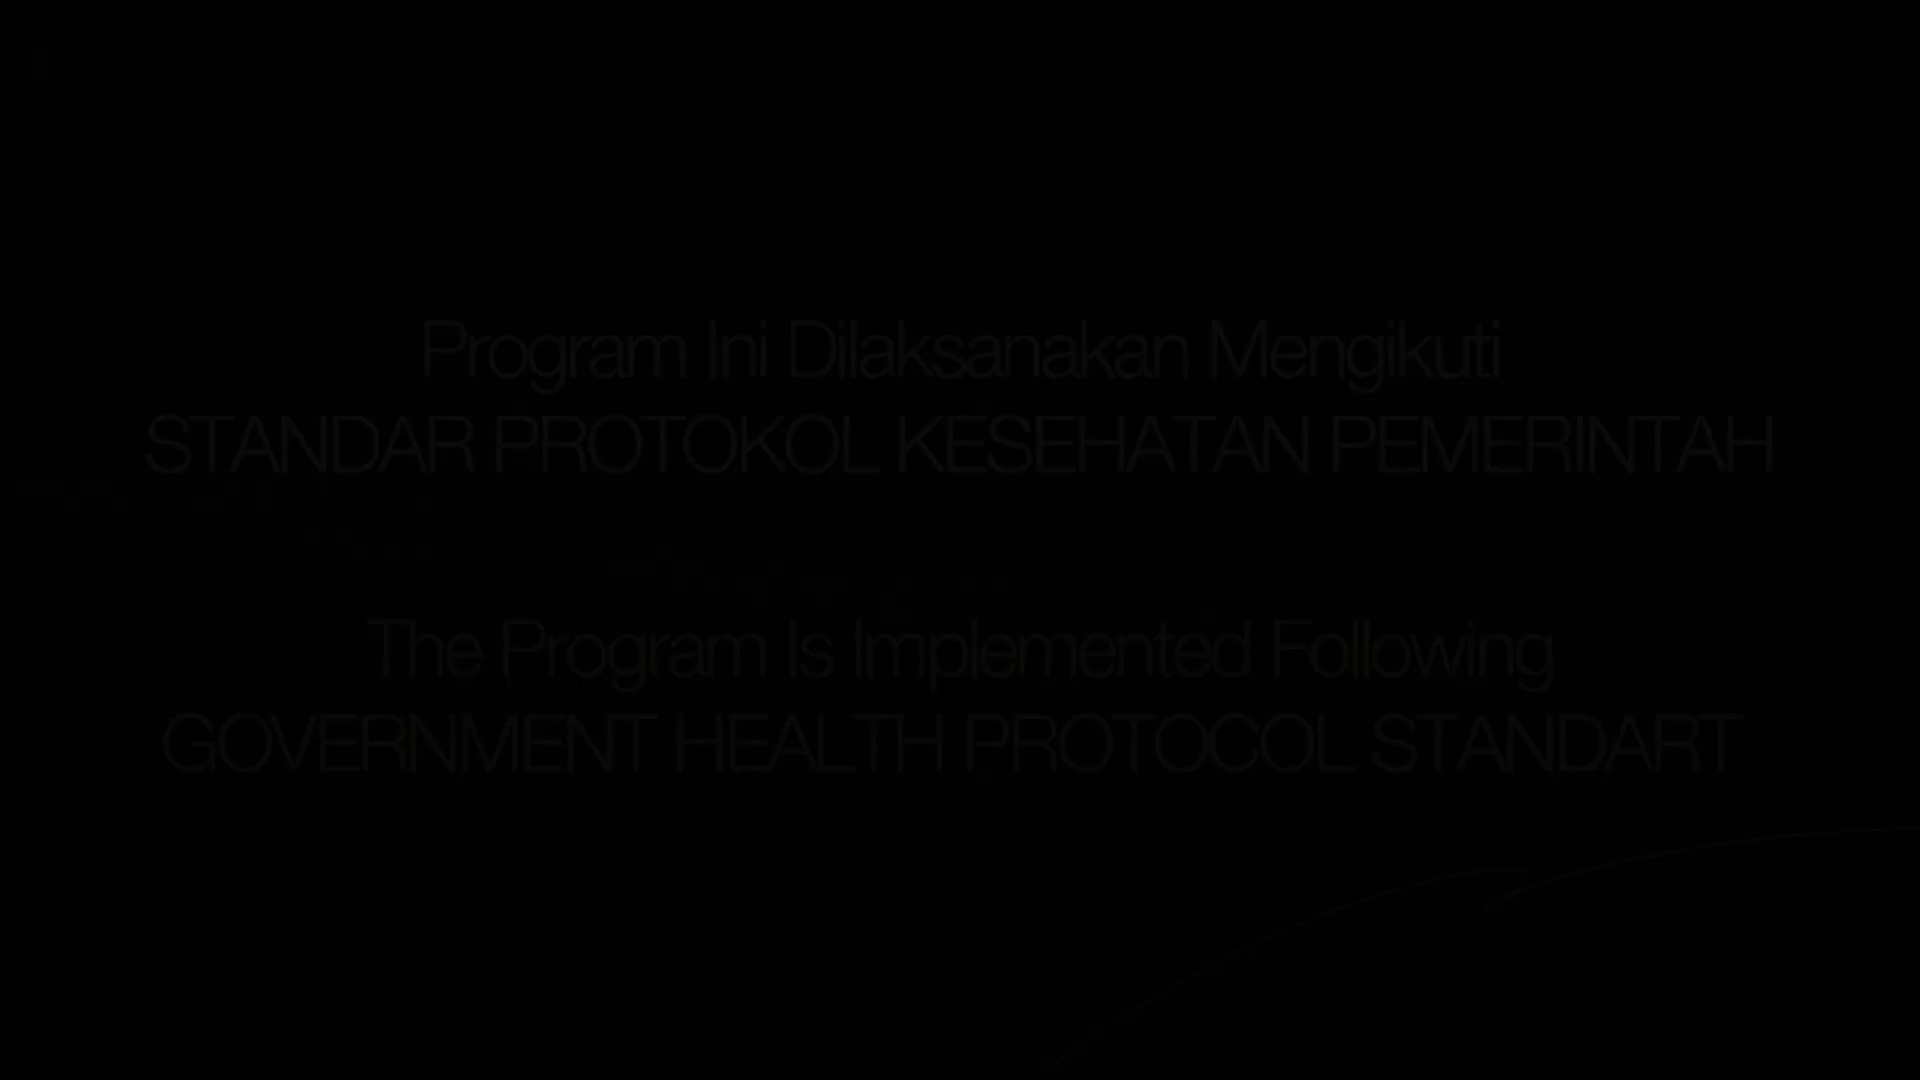 Program Ini Dilaksanakan Mengikuti
STANDAR PROTOKOL KESEHATAN PEMERINTAH
The Program Is Implemented Following
GOVERNMENT HEALTH PROTOCOL STANDART